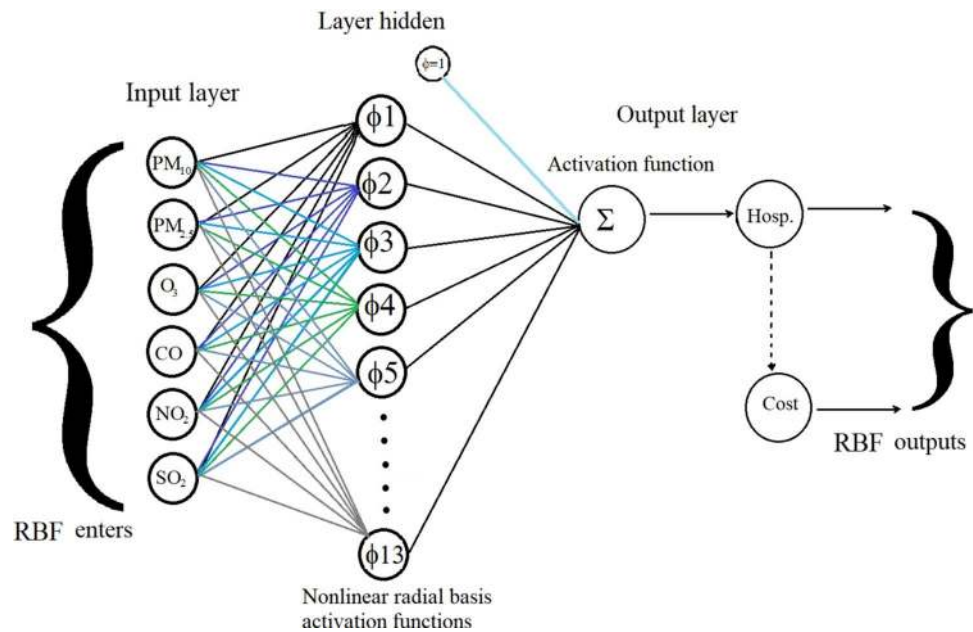 Layer hidden
ϕ=1
Input layer
ϕ1
Output layer
PM10
Activation function
ϕ2
PM2.5
Σ
Hosp.
ϕ3
O3
ϕ4
CO
ϕ5
NO2
Cost
RBF outputs
SO2
RBF enters
ϕ13
Nonlinear radial basis
activation functions